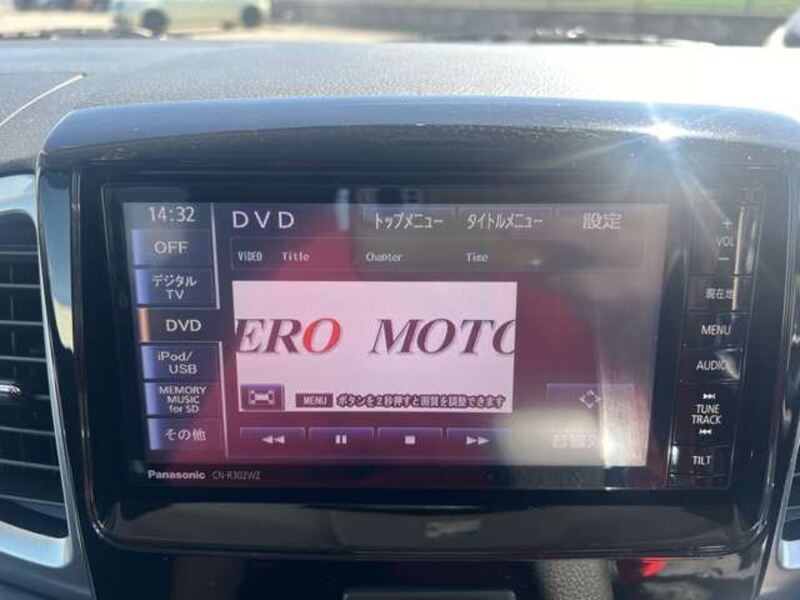 14:32
DVD トップメニュー タイトルメニュー 設定
OFF
VIDEO Title Chapter Time
デジタル
TV
DVD
iPod/
USB
MEMORY
MUSIC
for SD
その他
ERO MOTO
MENU ボタンを2秒押すと画質を調整できます
+
VOL
-
現在地
MENU
AUDIO
TUNE
TRACK
TILT
Panasonic CN-R302WZ